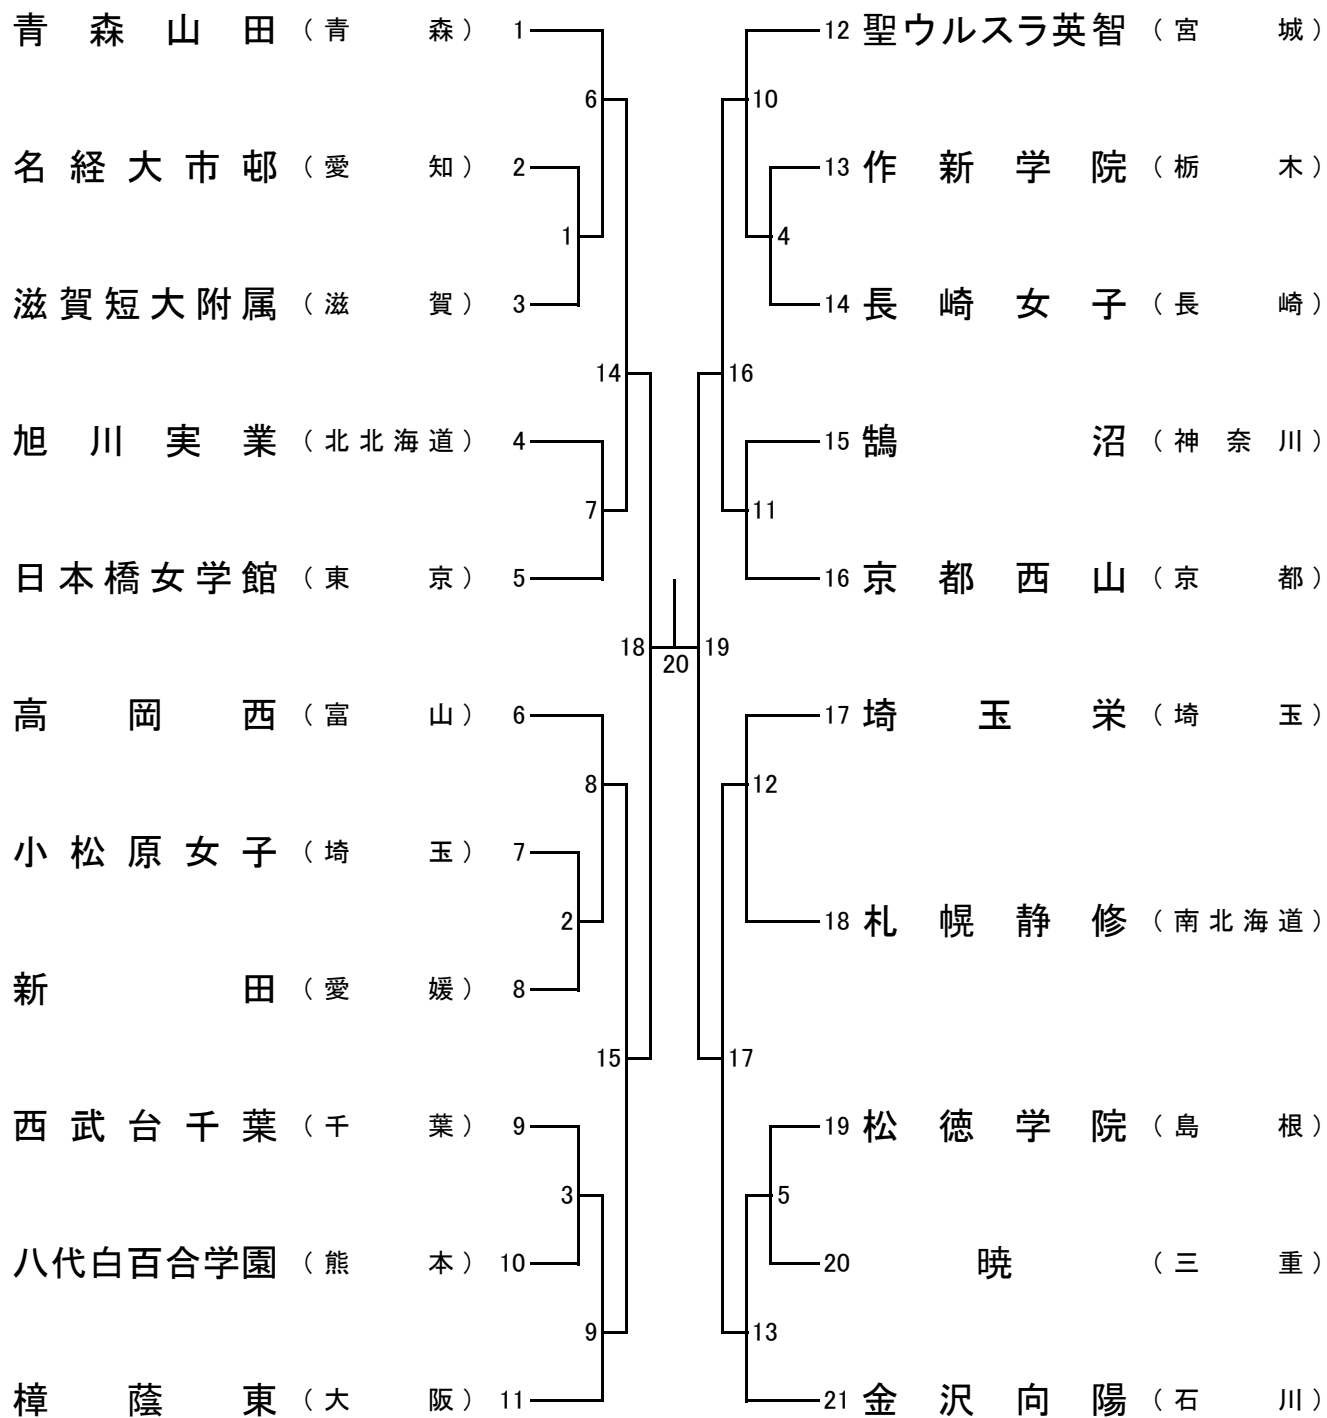 青森山田（青森） 1
6
名経大市邨（愛知） 2
1
滋賀短大附属（滋賀） 3
14
旭川実業（北北海道） 4
7
日本橋女学館（東京） 5
18
高岡西（富山） 6
8
小松原女子（埼玉） 7
2
新田（愛媛） 8
15
西武台千葉（千葉） 9
3
八代白百合学園（熊本） 10
9
樟蔭東（大阪） 11
20
12 聖ウルスラ英智（宮城）
10
13 作新学院（栃木）
4
14 長崎女子（長崎）
16
15 鵠沼（神奈川）
11
16 京都西山（京都）
19
17 埼玉栄（埼玉）
12
18 札幌静修（南北海道）
17
19 松徳学院（島根）
5
20 暁（三重）
13
21 金沢向陽（石川）